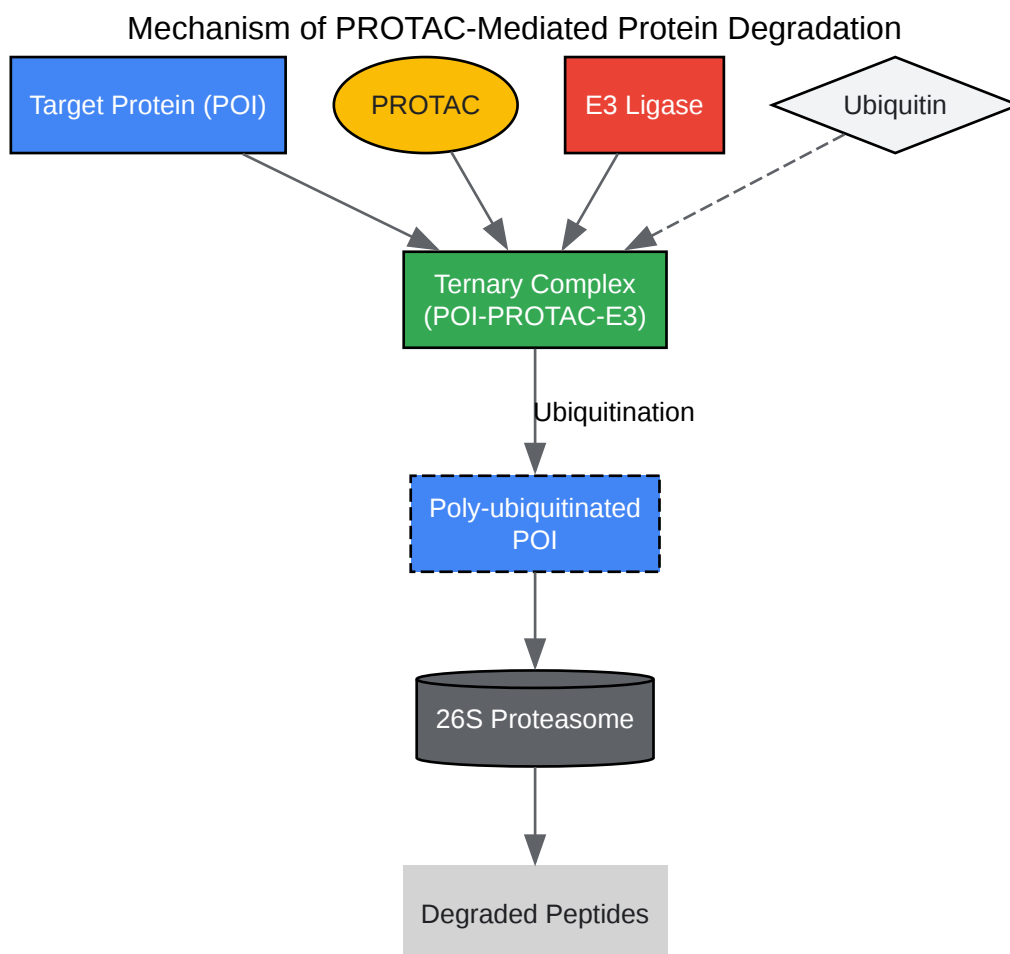 Mechanism of PROTAC-Mediated Protein Degradation
Target Protein (POI)
PROTAC
E3 Ligase
Ubiquitin
Ternary Complex
(POI-PROTAC-E3)
Ubiquitination
Poly-ubiquitinated
POI
26S Proteasome
Degraded Peptides